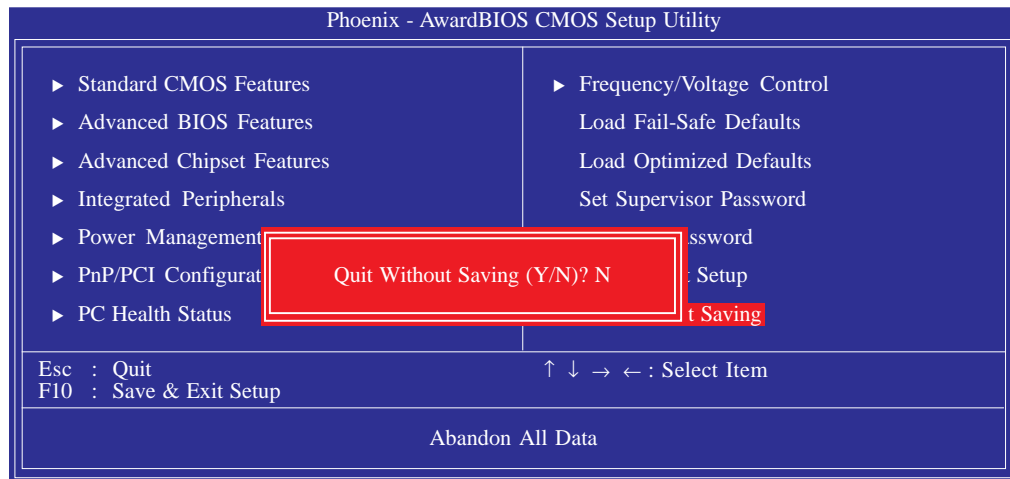 Phoenix - AwardBIOS CMOS Setup Utility
► Standard CMOS Features
► Advanced BIOS Features
► Advanced Chipset Features
► Integrated Peripherals
► Power Management
► PnP/PCI Configurat
► PC Health Status
► Frequency/Voltage Control
Load Fail-Safe Defaults
Load Optimized Defaults
Set Supervisor Password
ssword
t Setup
t Saving
Quit Without Saving (Y/N)? N
Esc : Quit
F10 : Save & Exit Setup
↑ ↓ → ← : Select Item
Abandon All Data